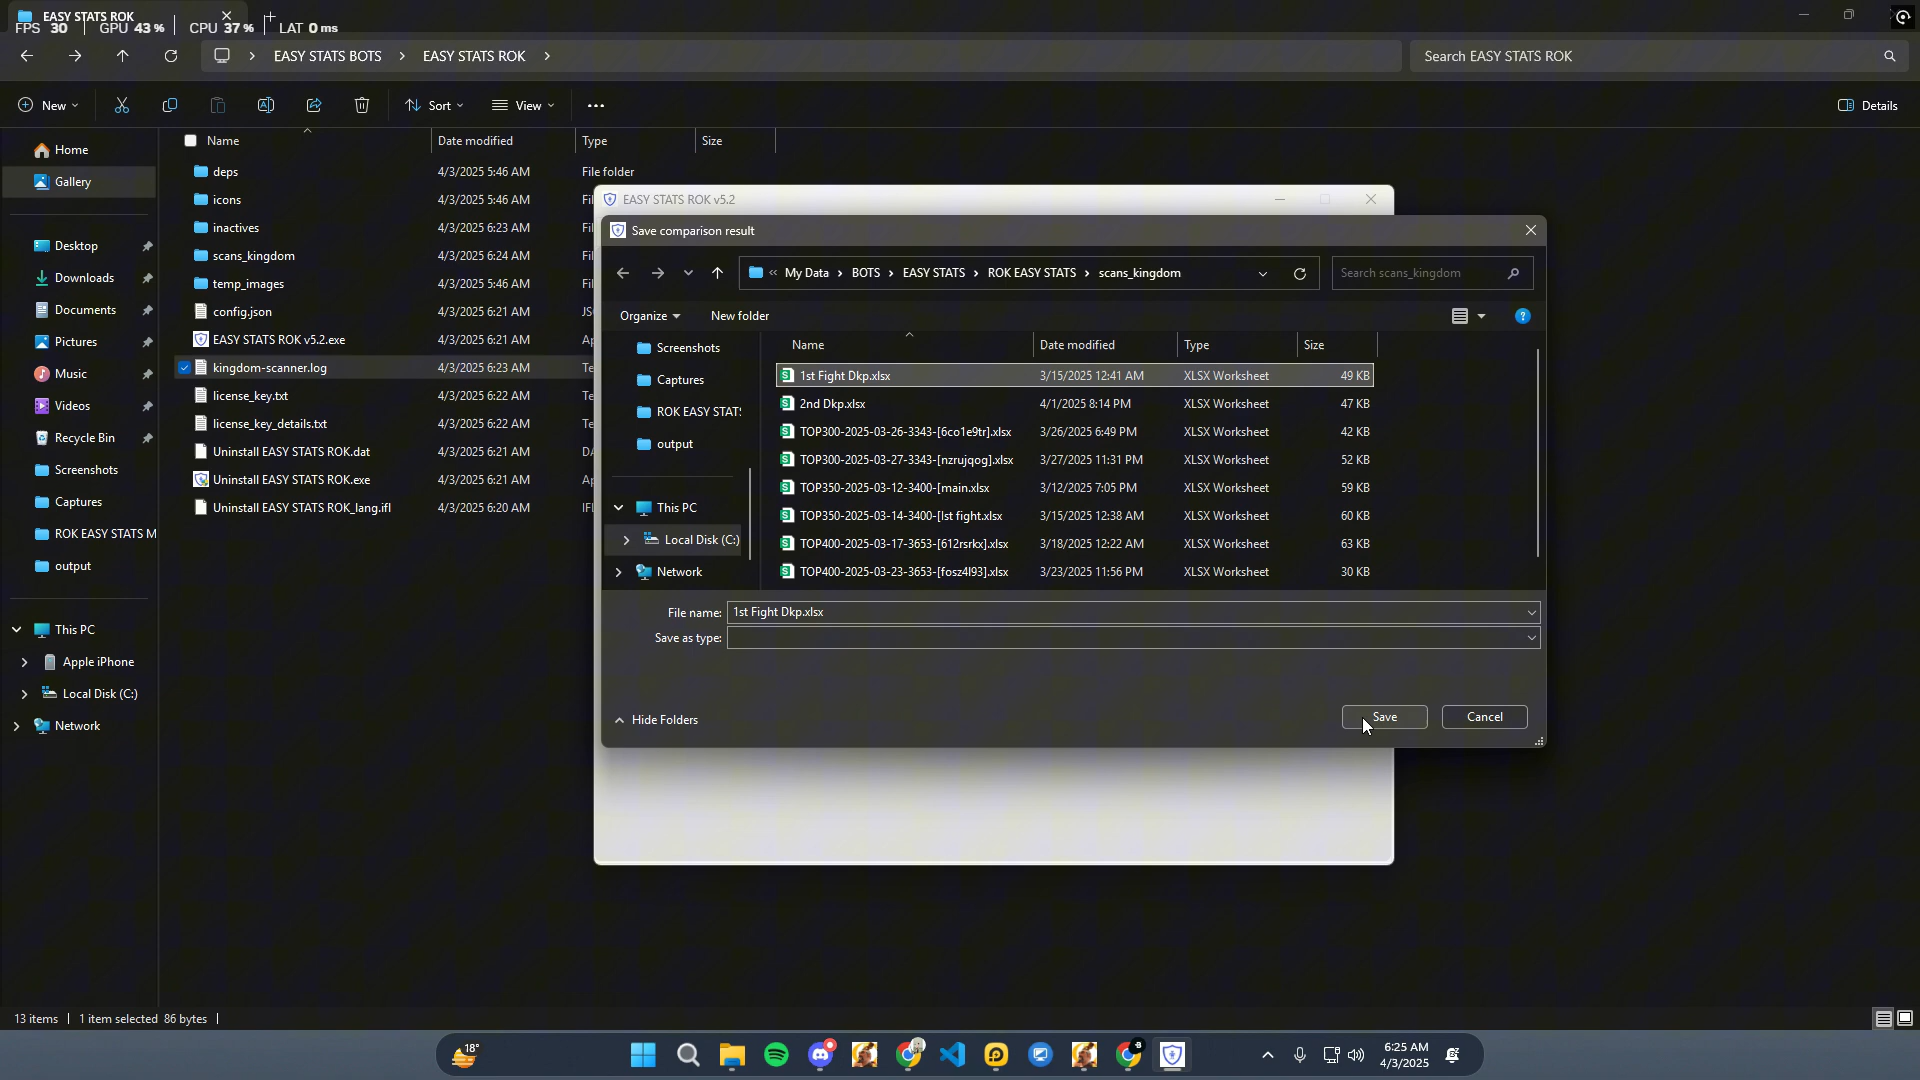 EASY STATS ROK
FPS 30 GPU 43 % CPU 37 % LAT 0 ms
EASY STATS BOTS > EASY STATS ROK >
Search EASY STATS ROK
New
Sort
View
Details
Name Date modified Type Size
Home
Gallery
Desktop
Downloads
Documents
Pictures
Music
Videos
Recycle Bin
Screenshots
Captures
ROK EASY STATS M
output
This PC
Apple iPhone
Local Disk (C:)
Network
deps 4/3/2025 5:46 AM File folder
icons 4/3/2025 5:46 AM Fil
inactives 4/3/2025 6:23 AM Fil
scans_kingdom 4/3/2025 6:24 AM Fil
temp_images 4/3/2025 5:46 AM Fil
config.json 4/3/2025 6:21 AM JS
EASY STATS ROK v5.2.exe 4/3/2025 6:21 AM Ap
kingdom-scanner.log 4/3/2025 6:23 AM Te
license_key.txt 4/3/2025 6:22 AM Te
license_key_details.txt 4/3/2025 6:22 AM Te
Uninstall EASY STATS ROK.dat 4/3/2025 6:21 AM DA
Uninstall EASY STATS ROK.exe 4/3/2025 6:21 AM Ap
Uninstall EASY STATS ROK_lang.ifl 4/3/2025 6:20 AM IFL
EASY STATS ROK v5.2
Save comparison result
« My Data > BOTS > EASY STATS > ROK EASY STATS > scans_kingdom
Search scans_kingdom
Organize New folder
Screenshots
Captures
ROK EASY STAT
output
This PC
Local Disk (C:)
Network
Name Date modified Type Size
1st Fight Dkp.xlsx 3/15/2025 12:41 AM XLSX Worksheet 49 KB
2nd Dkp.xlsx 4/1/2025 8:14 PM XLSX Worksheet 47 KB
TOP300-2025-03-26-3343-[6co1e9tr].xlsx 3/26/2025 6:49 PM XLSX Worksheet 42 KB
TOP300-2025-03-27-3343-[nzrujqog].xlsx 3/27/2025 11:31 PM XLSX Worksheet 52 KB
TOP350-2025-03-12-3400-[main.xlsx 3/12/2025 7:05 PM XLSX Worksheet 59 KB
TOP350-2025-03-14-3400-[Ist fight.xlsx 3/15/2025 12:38 AM XLSX Worksheet 60 KB
TOP400-2025-03-17-3653-[612rsrkx].xlsx 3/18/2025 12:22 AM XLSX Worksheet 63 KB
TOP400-2025-03-23-3653-[fosz4l93].xlsx 3/23/2025 11:56 PM XLSX Worksheet 30 KB
File name: 1st Fight Dkp.xlsx
Save as type:
Hide Folders
Save
Cancel
13 items 1 item selected 86 bytes
18°
6:25 AM
4/3/2025